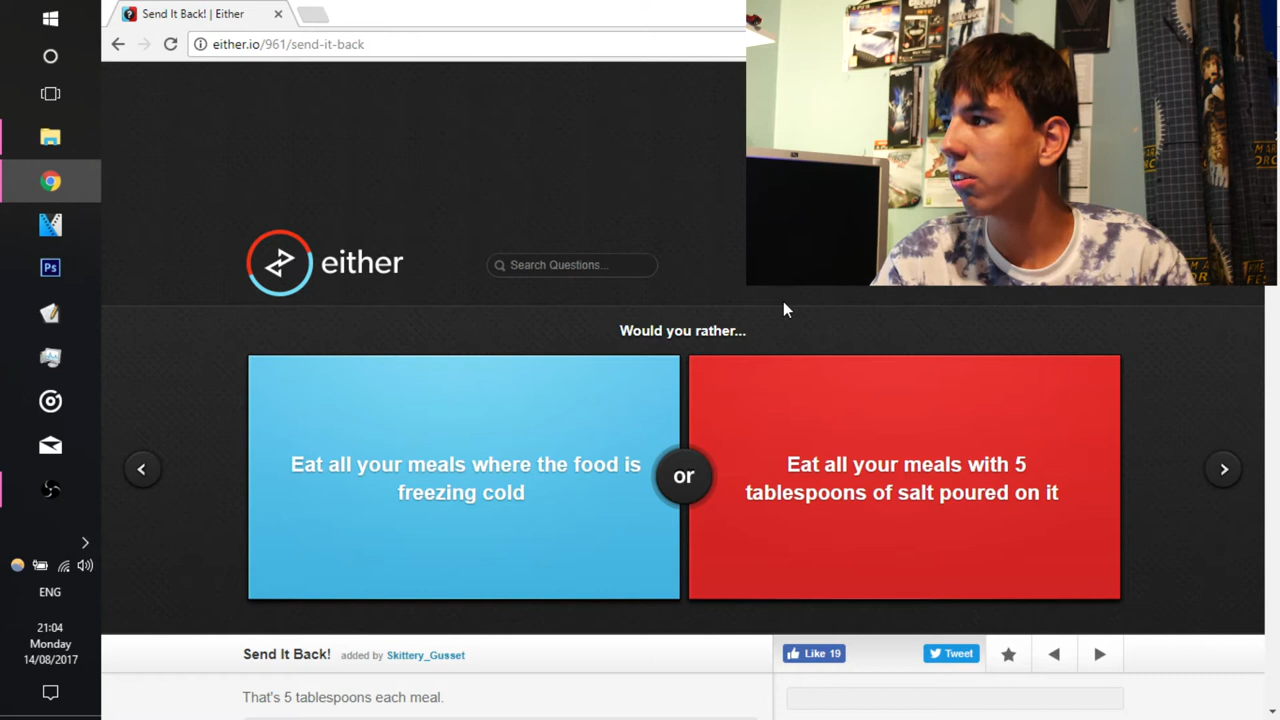 Send It Back! | Either
either.io/961/send-it-back
either
Search Questions...
Would you rather...
Eat all your meals where the food is
freezing cold
or
Eat all your meals with 5
tablespoons of salt poured on it
Ps
ENG
21:04
Monday
14/08/2017
Send It Back! added by Skittery_Gusset
Like 19
Tweet
That's 5 tablespoons each meal.